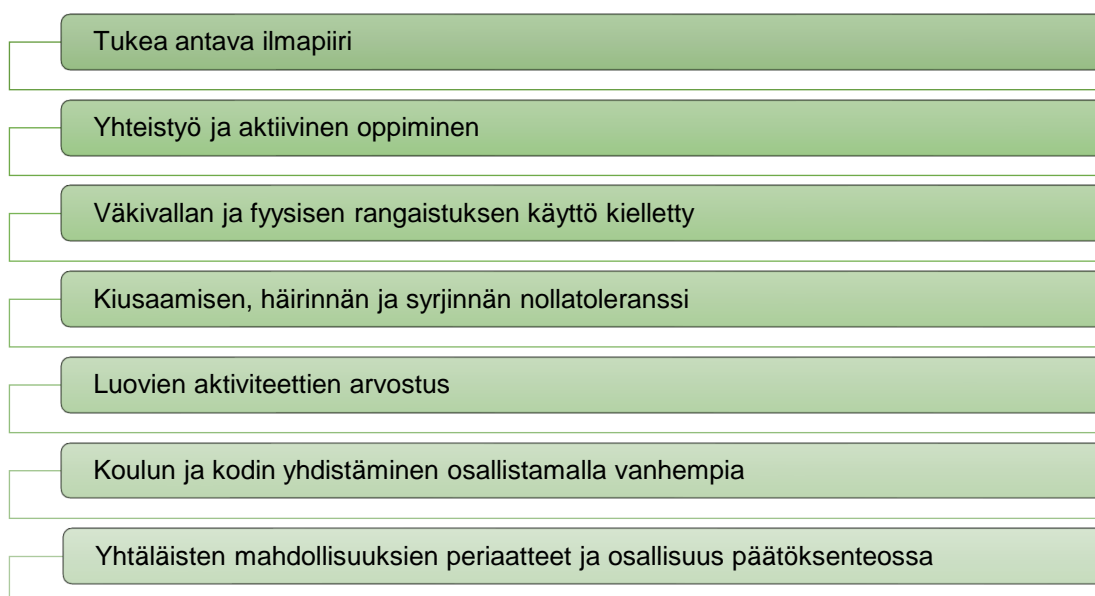 Tukea antava ilmapiiri
Yhteistyö ja aktiivinen oppiminen
Väkivallan ja fyysisen rangaistuksen käyttö kielletty
Kiusaamisen, häirinnän ja syrjinnän nollatoleranssi
Luovien aktiviteettien arvostus
Koulun ja kodin yhdistäminen osallistamalla vanhempia
Yhtäläisten mahdollisuuksien periaatteet ja osallisuus päätöksenteossa